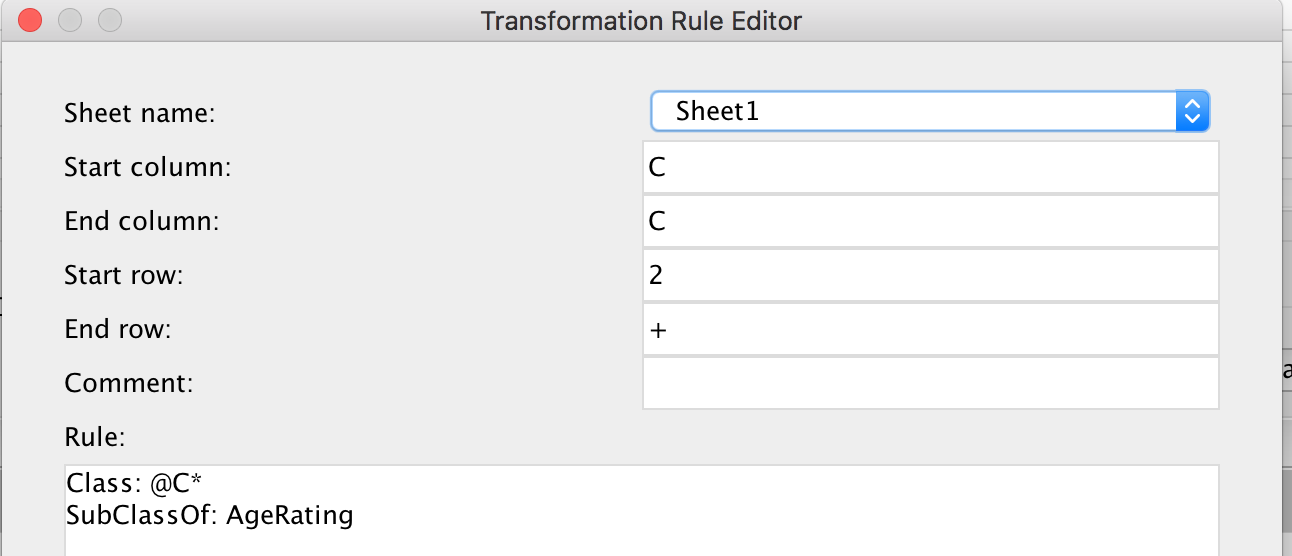 Transformation Rule Editor
Sheet name: Sheet1
Start column: C
End column: C
Start row: 2
End row: +
Comment:
Rule:
Class: @C*
SubClassOf: AgeRating
a